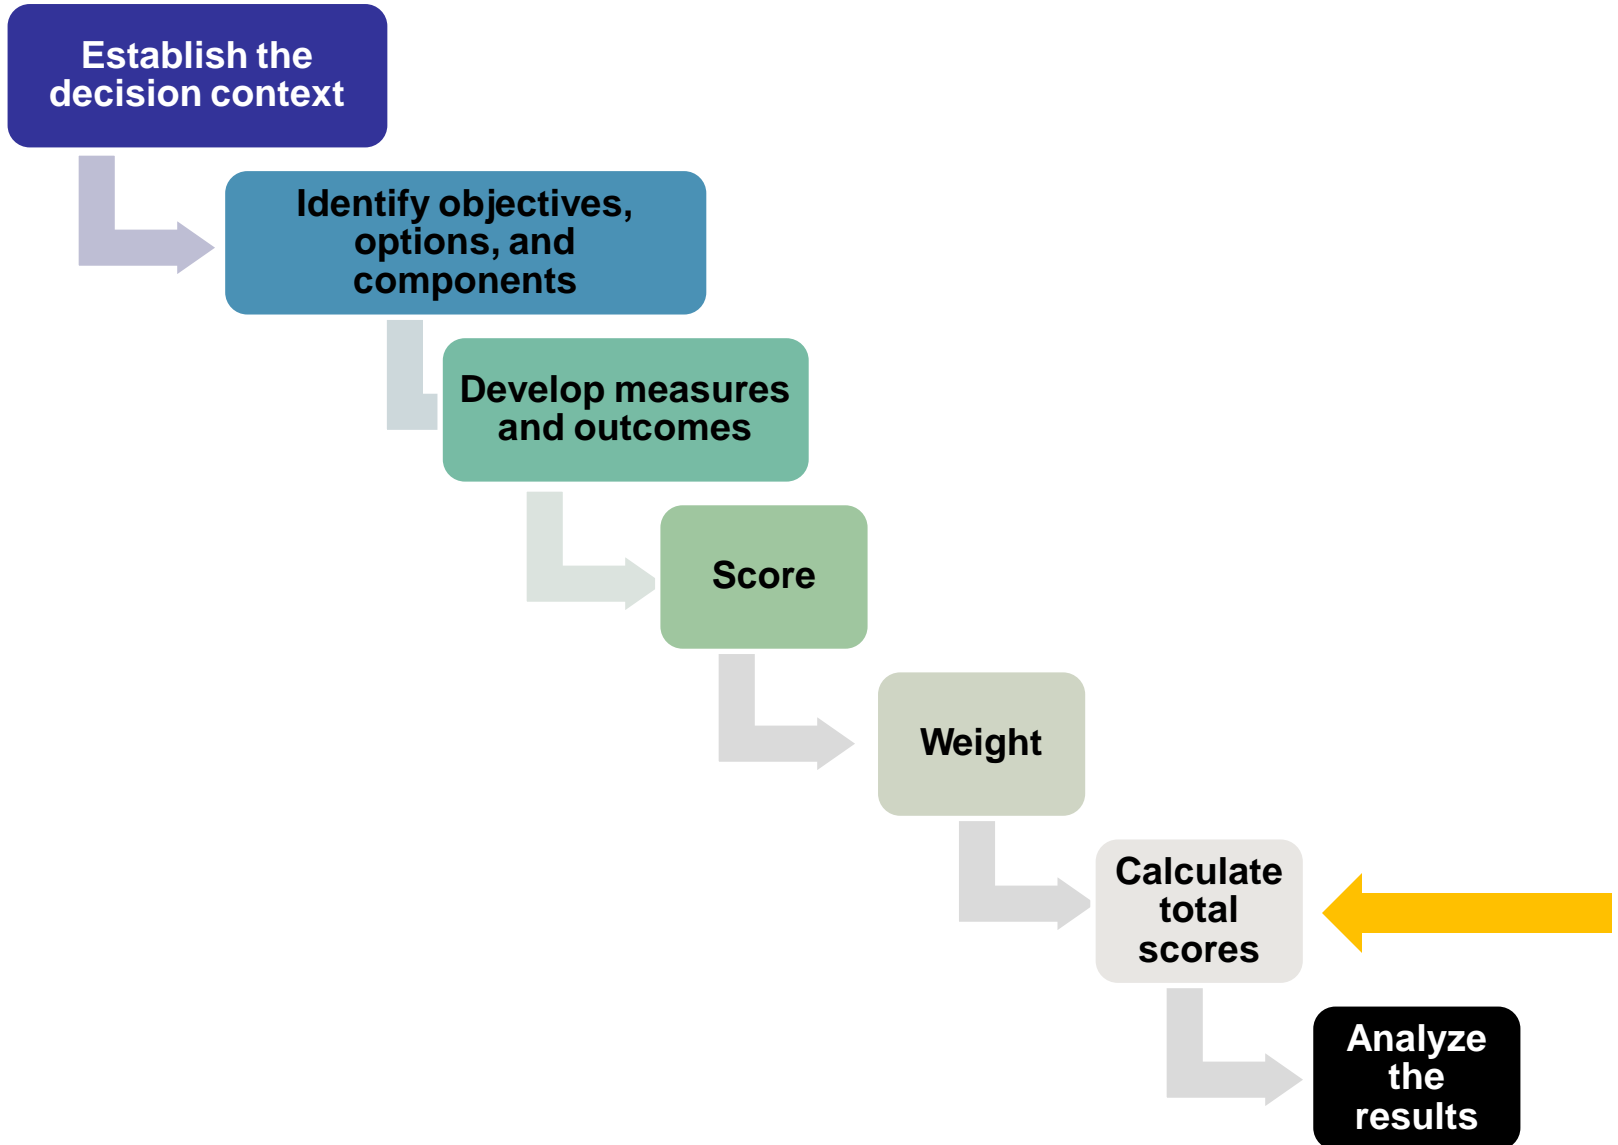 Establish the
decision context
Identify objectives,
options, and
components
Develop measures
and outcomes
Score
Weight
Calculate
total
scores
Analyze
the
results